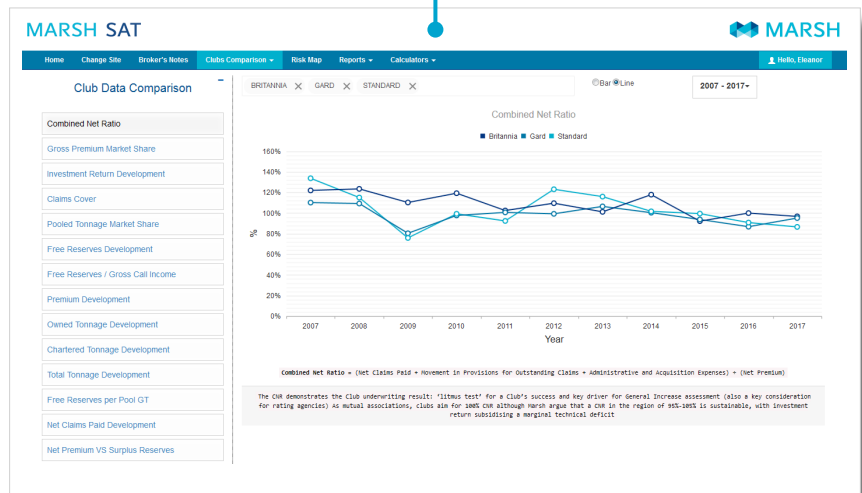 MARSH SAT
MARSH
Home Change Site Broker's Notes Clubs Comparison Risk Map Reports Calculators Hello, Eleanor
Club Data Comparison
Combined Net Ratio
Gross Premium Market Share
Investment Return Development
Claims Cover
Pooled Tonnage Market Share
Free Reserves Development
Free Reserves / Gross Call Income
Premium Development
Owned Tonnage Development
Chartered Tonnage Development
Total Tonnage Development
Free Reserves per Pool GT
Net Claims Paid Development
Net Premium VS Surplus Reserves
BRITANNIA X GARD X STANDARD X
Bar Line
2007 - 2017
Combined Net Ratio
Britannia Gard Standard
160%
140%
120%
100%
80%
60%
40%
20%
0%
%
2007 2008 2009 2010 2011 2012 2013 2014 2015 2016 2017
Year
Combined Net Ratio = (Net Claims Paid + Movement in Provisions for Outstanding Claims + Administrative and Acquisition Expenses) ÷ (Net Premium)
The CNR demonstrates the Club underwriting result: 'litmus test' for a Club's success and key driver for General Increase assessment (also a key consideration
for rating agencies) As mutual associations, clubs aim for 100% CNR although Marsh argue that a CNR in the region of 95%-105% is sustainable, with investment
return subsidising a marginal technical deficit